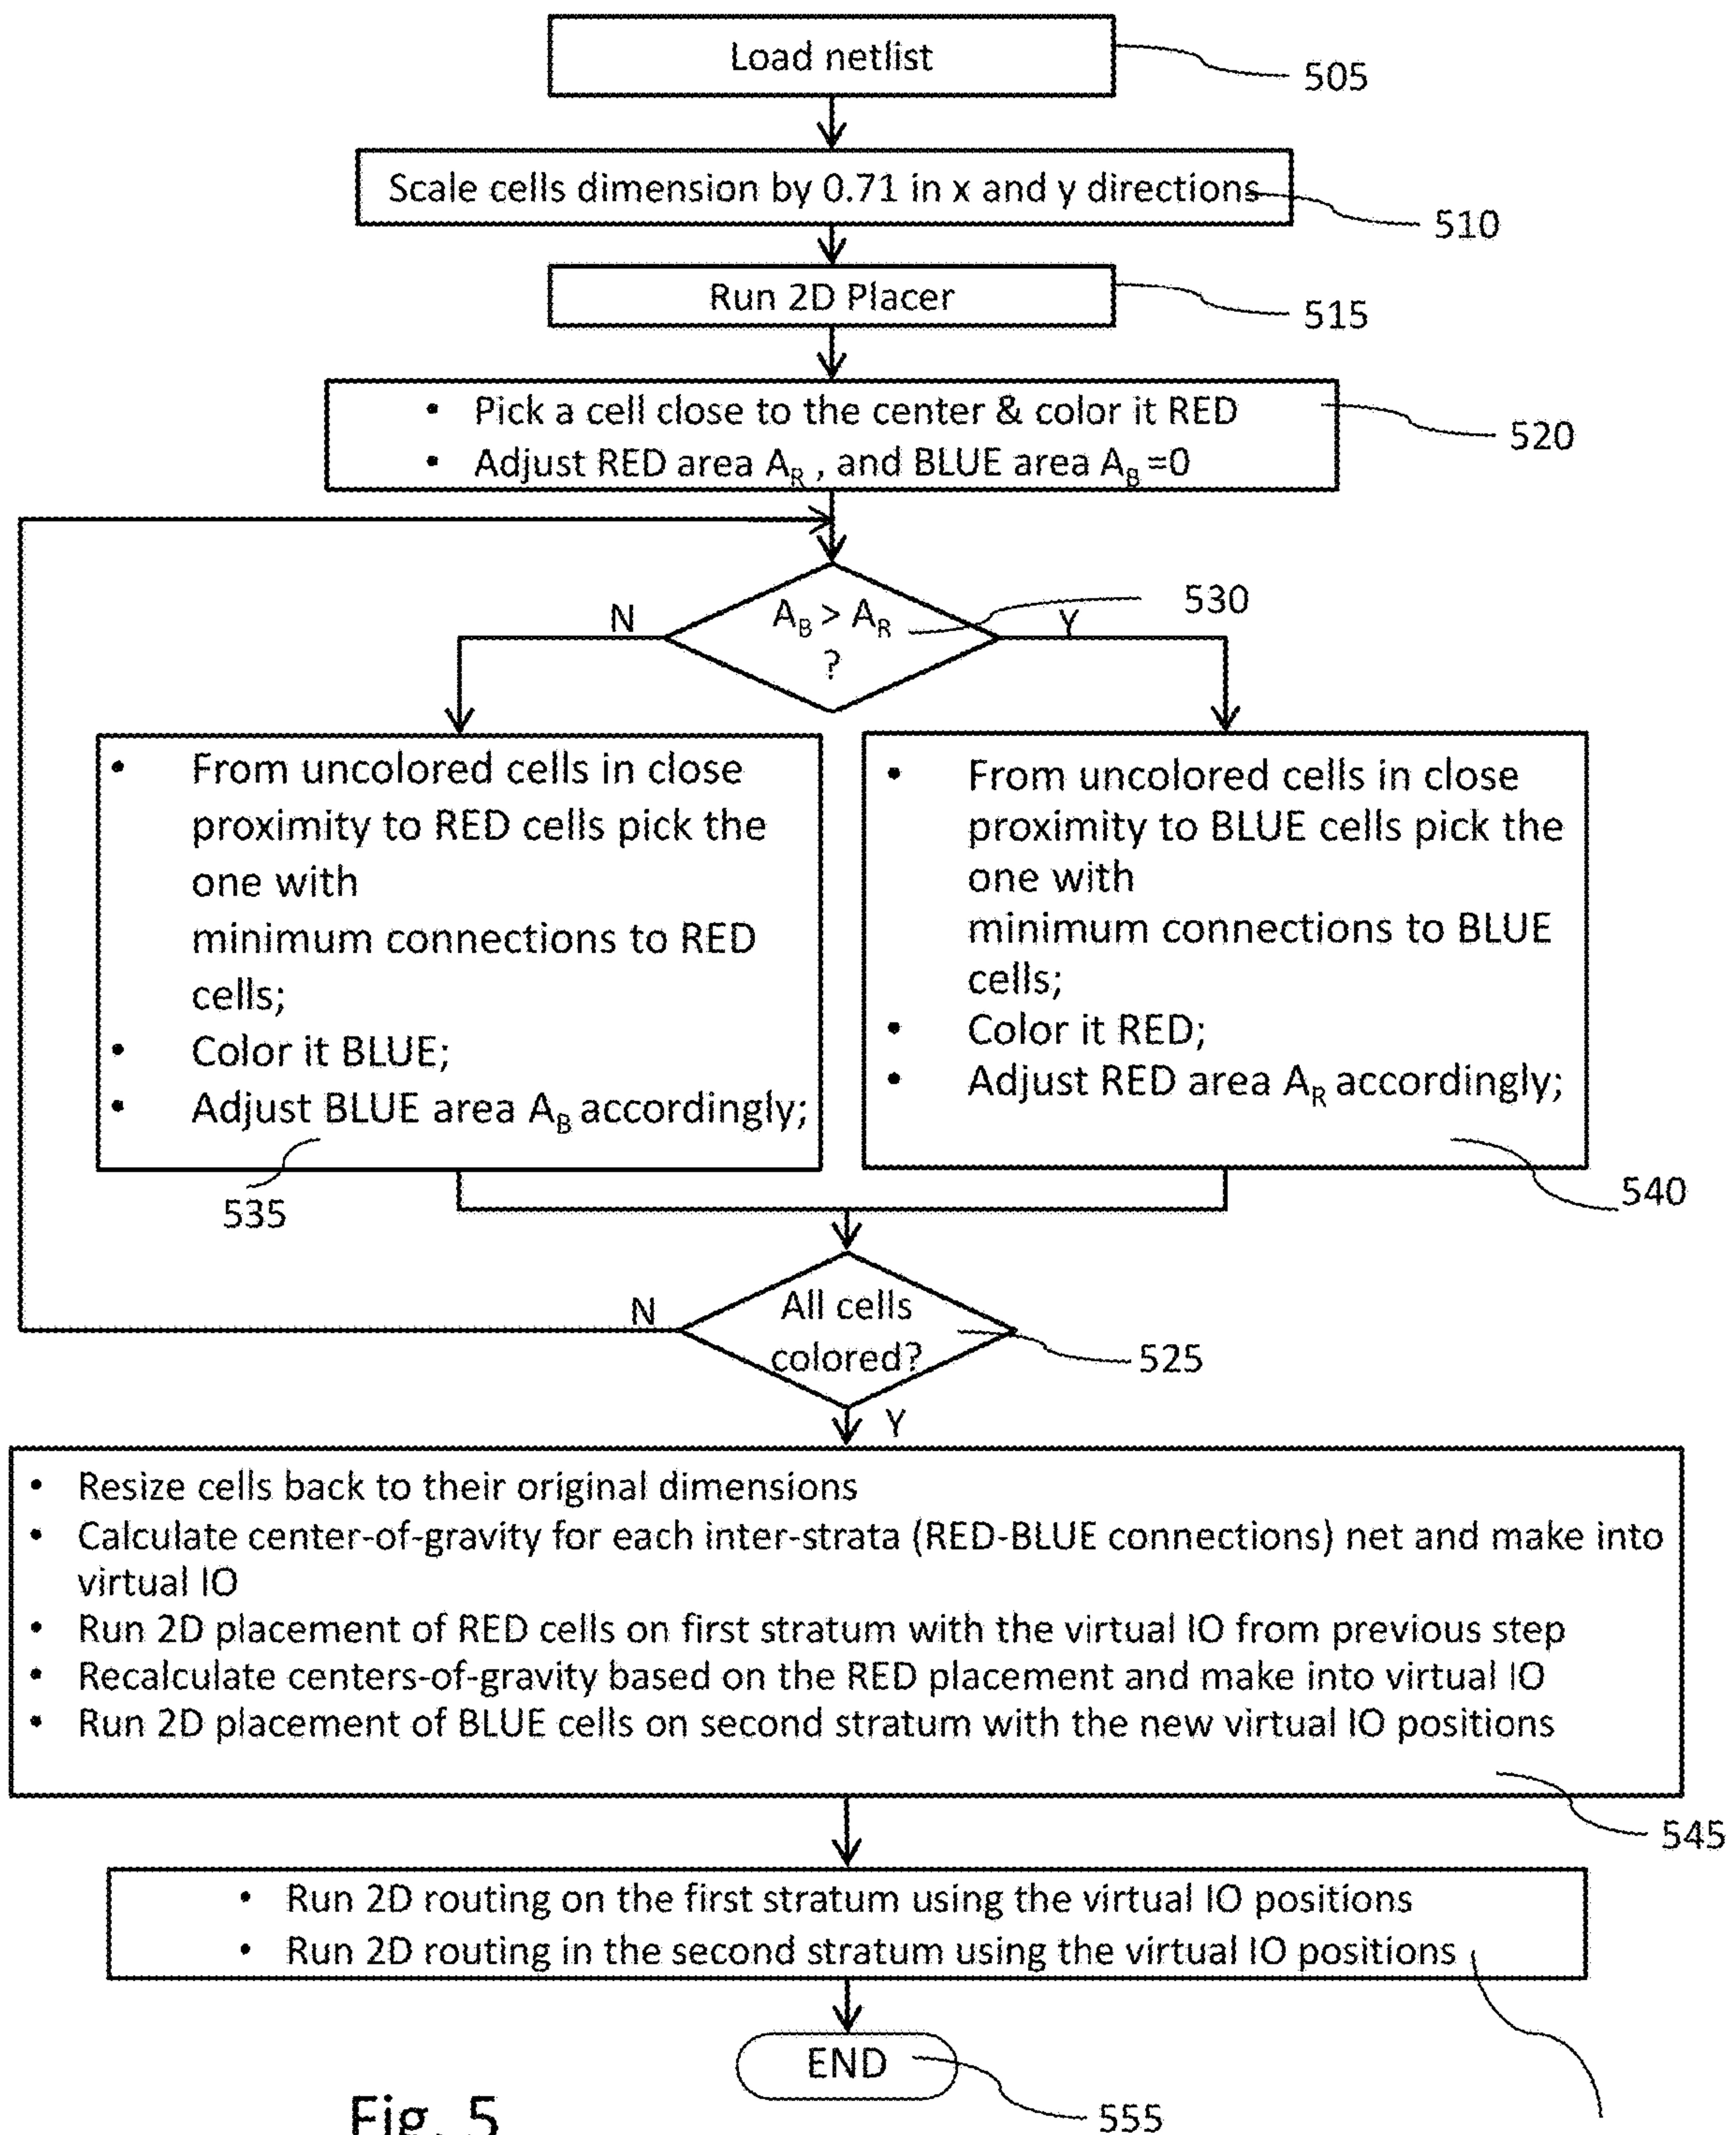 Load netlist
505
Scale cells dimension by 0.71 in x and y directions
510
Run 2D Placer
515
• Pick a cell close to the center & color it RED
• Adjust RED area A_R , and BLUE area A_B =0
520
A_B > A_R
?
530
N
Y
• From uncolored cells in close
proximity to RED cells pick the
one with
minimum connections to RED
cells;
• Color it BLUE;
• Adjust BLUE area A_B accordingly;
535
• From uncolored cells in close
proximity to BLUE cells pick the
one with
minimum connections to BLUE
cells;
• Color it RED;
• Adjust RED area A_R accordingly;
540
All cells
colored?
525
N
Y
• Resize cells back to their original dimensions
• Calculate center-of-gravity for each inter-strata (RED-BLUE connections) net and make into
virtual IO
• Run 2D placement of RED cells on first stratum with the virtual IO from previous step
• Recalculate centers-of-gravity based on the RED placement and make into virtual IO
• Run 2D placement of BLUE cells on second stratum with the new virtual IO positions
545
• Run 2D routing on the first stratum using the virtual IO positions
• Run 2D routing in the second stratum using the virtual IO positions
END
555
Fig. 5